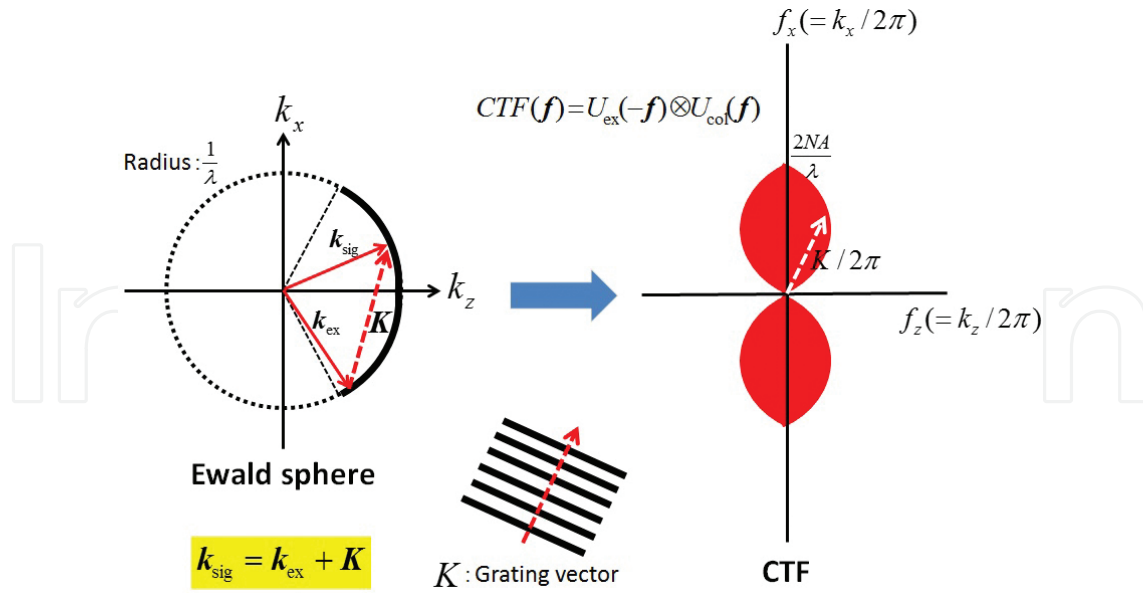 f_x(=k_x/2π)
CTF(f)=U_ex(-f)⊗U_col(f)
k_x
Radius: 1/λ
2NA/λ
k_sig
K/2π
k_z
k_ex
K
f_z(=k_z/2π)
Ewald sphere
k_sig = k_ex + K
K: Grating vector
CTF